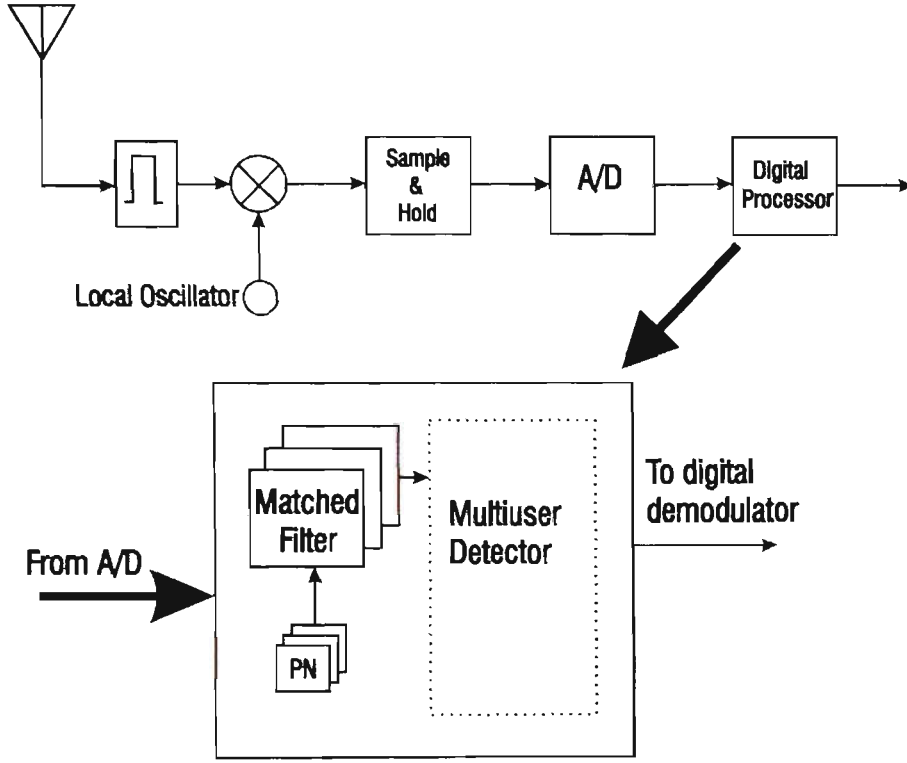 Sample
&
Hold
A/D
Digital
Processor
Local Oscillator
Matched
Filter
PN
Multiuser
Detector
From A/D
To digital
demodulator